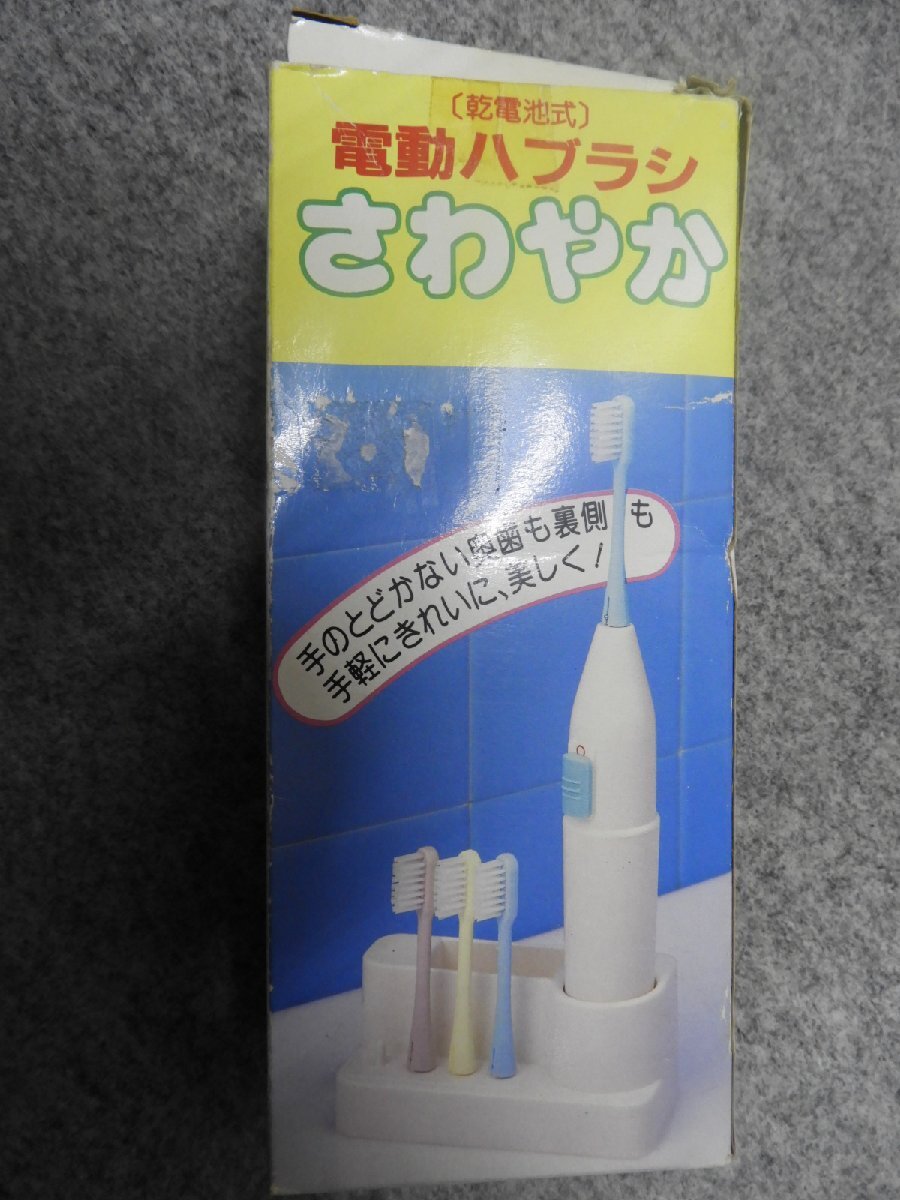 〔乾電池式〕
電動ハブラシ
さわやか
手のとどかない奥歯も裏側も
手軽にきれいに、美しく!